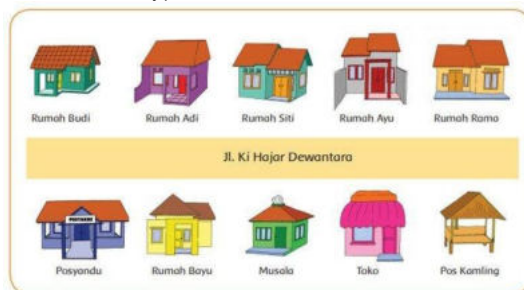 Rumah Budi Rumah Adi Rumah Siti Rumah Ayu Rumah Rama
Jl. Ki Hajar Dewantara
POSYANDU
Posyandu Rumah Bayu Musala Toko Pos Kamling